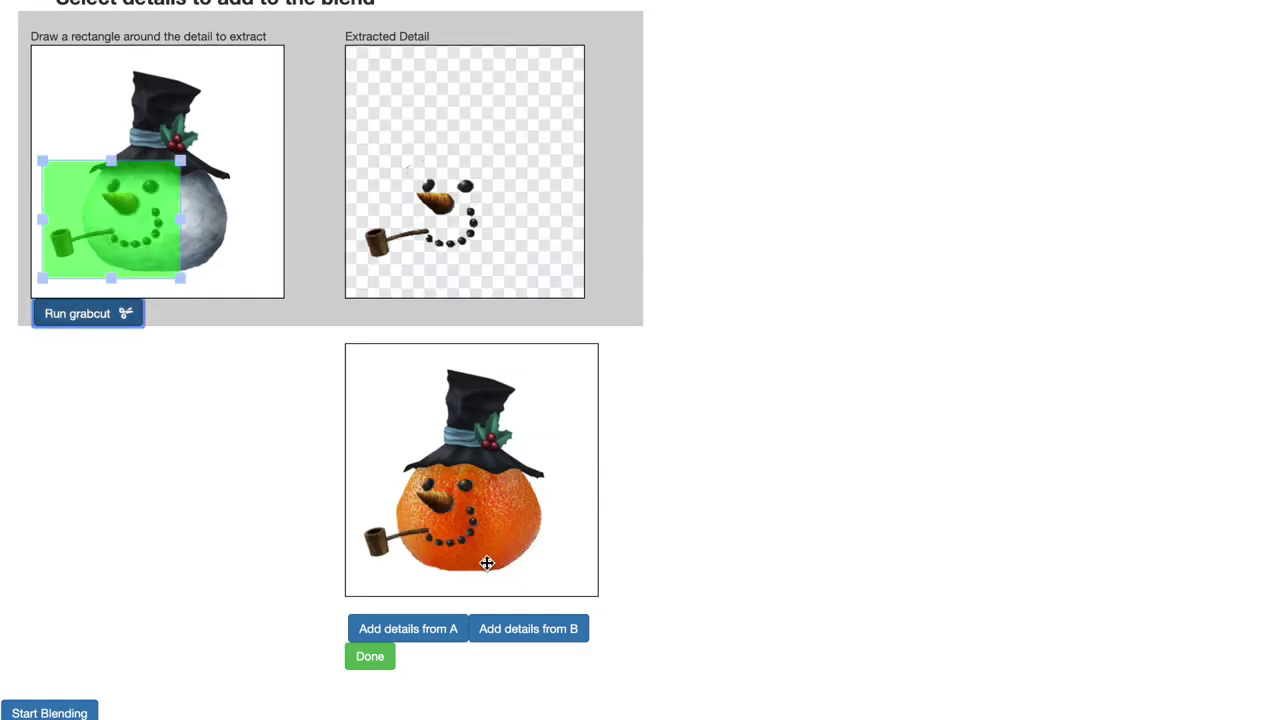 Select details to add to the blend
Draw a rectangle around the detail to extract
Extracted Detail
Run grabcut
Add details from A
Add details from B
Done
Start Blending